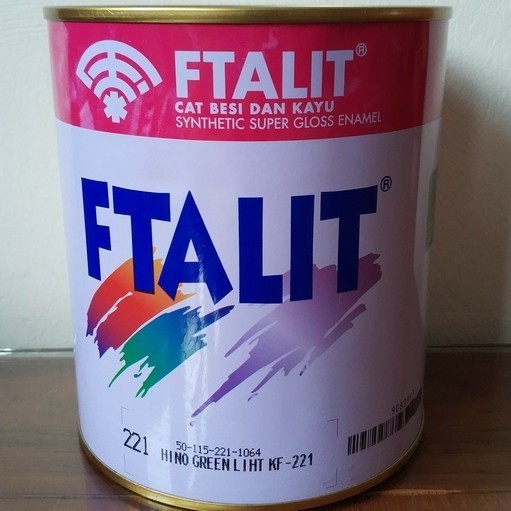 FTALIT®
CAT BESI DAN KAYU
SYNTHETIC SUPER GLOSS ENAMEL
FTALIT®
221
50-115-221-1064
HINO GREEN LIHT KF-221